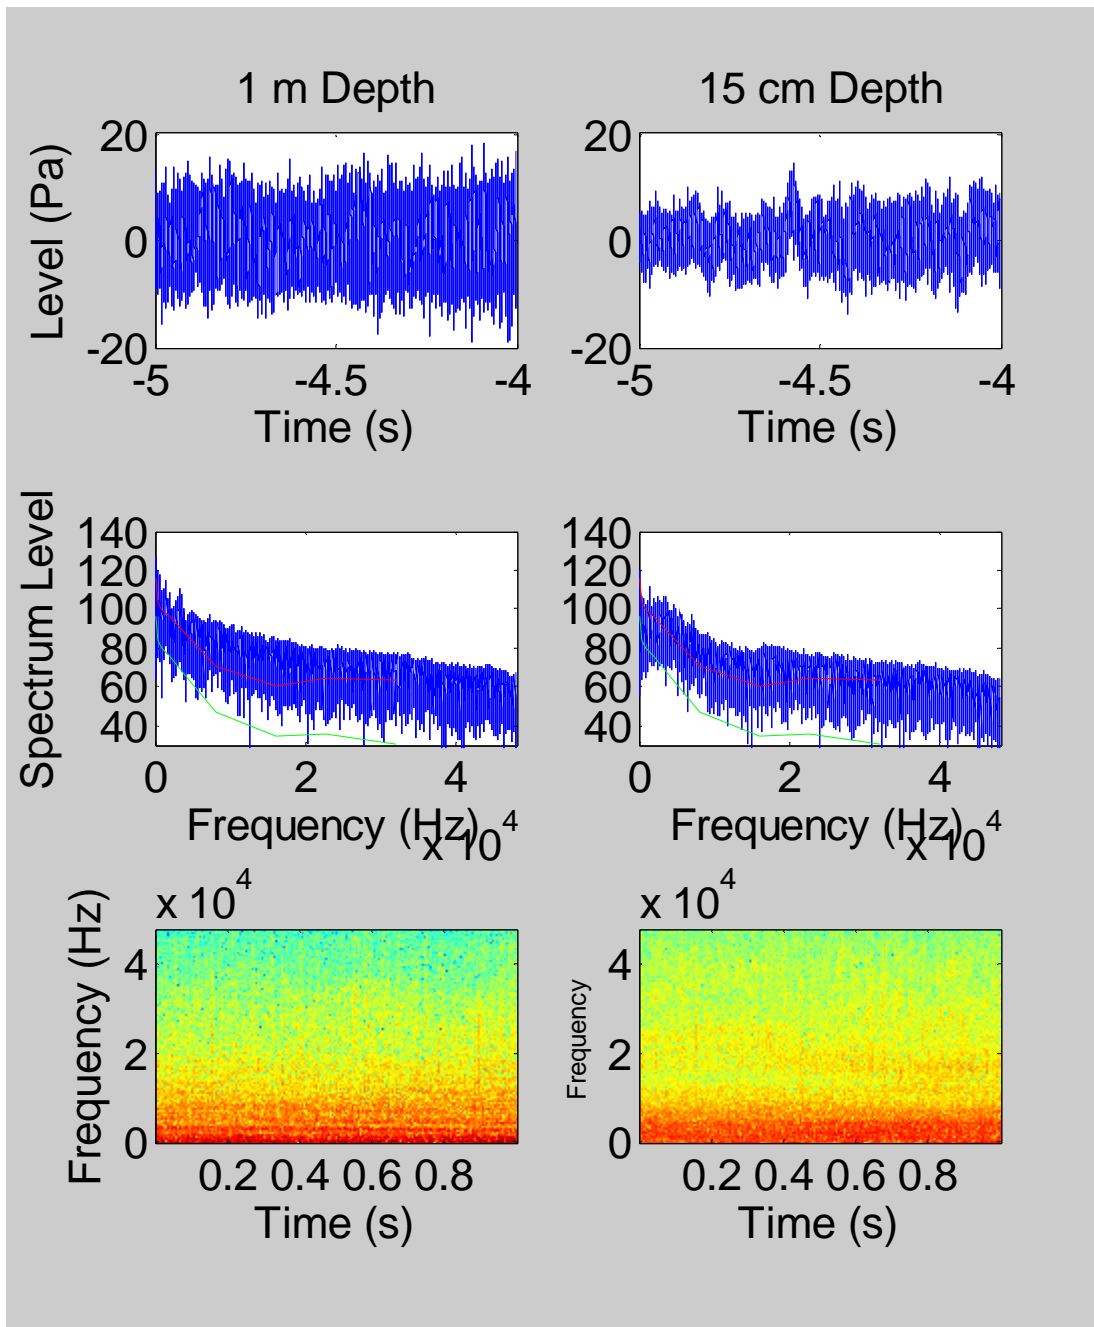 1 m Depth
15 cm Depth
Level (Pa)
20
0
-20
-5
-4.5
-4
Time (s)
20
0
-20
-5
-4.5
-4
Time (s)
Spectrum Level
140
120
100
80
60
40
0
2
4
Frequency (Hz)
x 10^4
140
120
100
80
60
40
0
2
4
Frequency (Hz)
x 10^4
Frequency (Hz)
x 10^4
4
2
0
0.2 0.4 0.6 0.8
Time (s)
Frequency
x 10^4
4
2
0
0.2 0.4 0.6 0.8
Time (s)